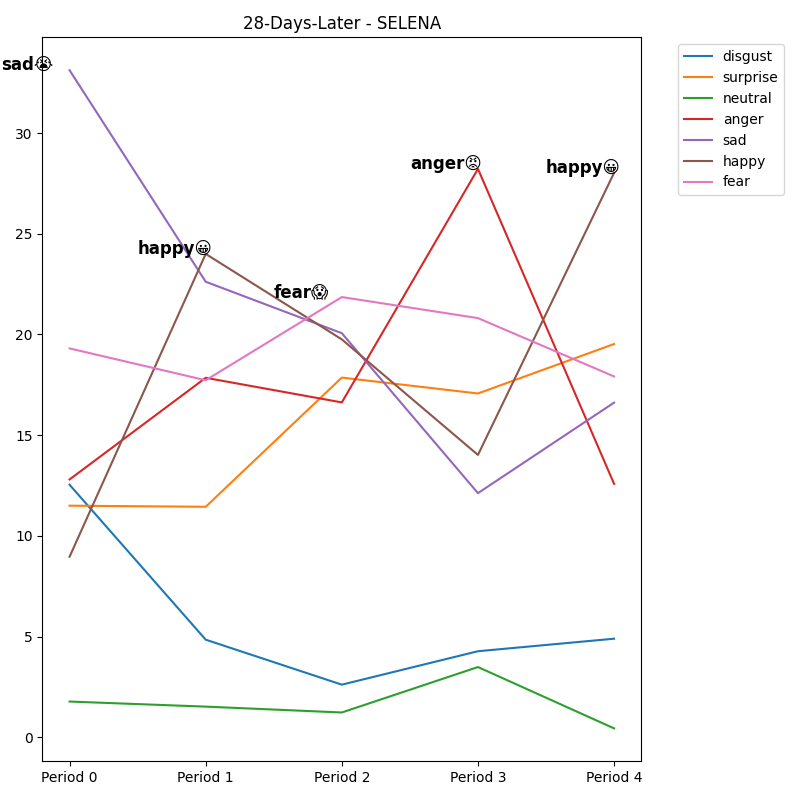 28-Days-Later - SELENA
sad😭
happy😀
fear😱
anger😡
happy😀
disgust
surprise
neutral
anger
sad
happy
fear
30
25
20
15
10
5
0
Period 0
Period 1
Period 2
Period 3
Period 4